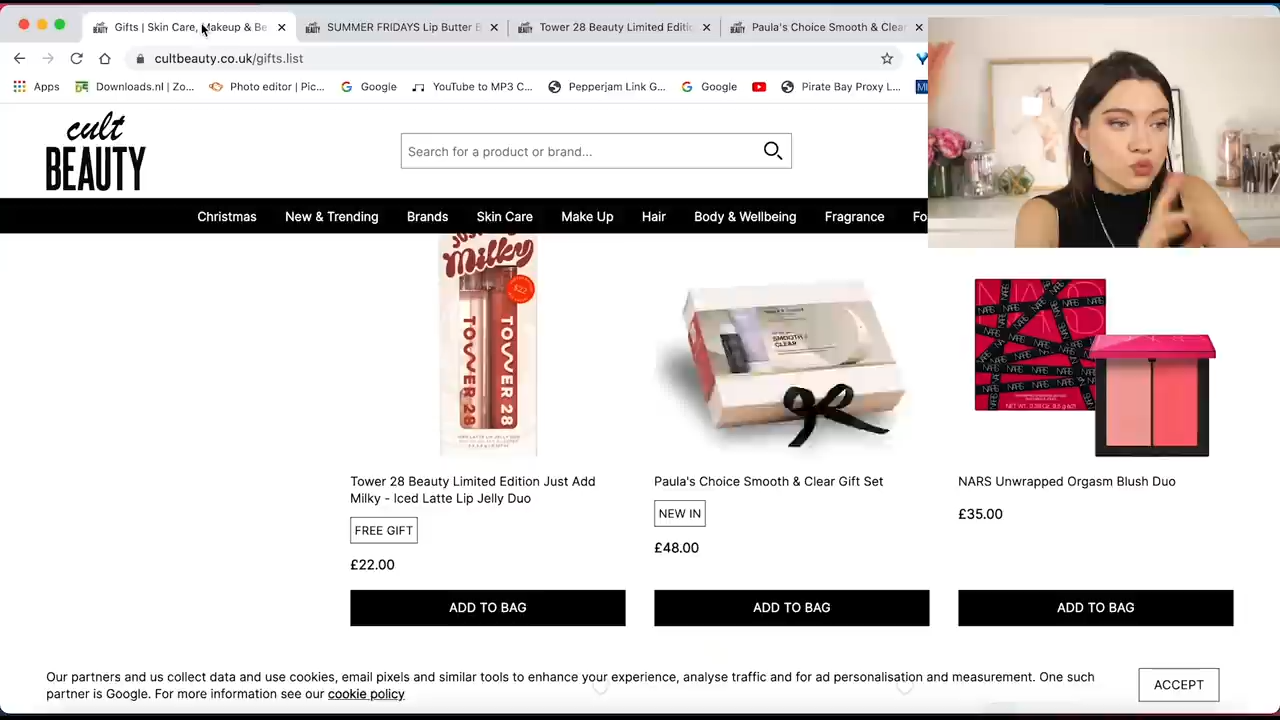 Gifts | Skin Care, Makeup & Be
SUMMER FRIDAYS Lip Butter B
Tower 28 Beauty Limited Editio
Paula's Choice Smooth & Clear
cultbeauty.co.uk/gifts.list
Apps
Downloads.nl | Zo...
Photo editor | Pic...
Google
YouTube to MP3 C...
Pepperjam Link G...
Google
Pirate Bay Proxy L...
cult
BEAUTY
Search for a product or brand...
Christmas
New & Trending
Brands
Skin Care
Make Up
Hair
Body & Wellbeing
Fragrance
Fo
Milky
$22
TOWER 28
TOWER 28
SMOOTH &
CLEAR
NARS
Tower 28 Beauty Limited Edition Just Add
Milky - Iced Latte Lip Jelly Duo
FREE GIFT
£22.00
ADD TO BAG
Paula's Choice Smooth & Clear Gift Set
NEW IN
£48.00
ADD TO BAG
NARS Unwrapped Orgasm Blush Duo
£35.00
ADD TO BAG
Our partners and us collect data and use cookies, email pixels and similar tools to enhance your experience, analyse traffic and for ad personalisation and measurement. One such
partner is Google. For more information see our cookie policy
ACCEPT